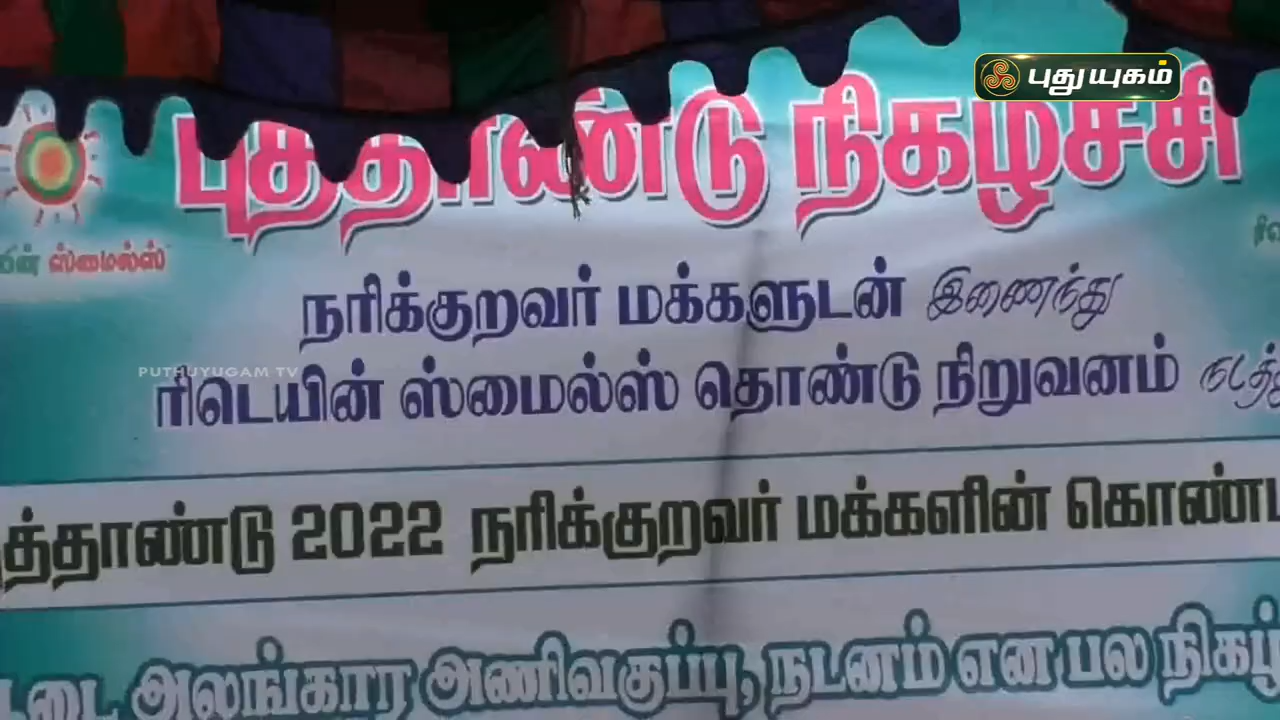 புதுயுகம்
புத்தாண்டு நிகழ்ச்சி
ஸ்மைல்ஸ்
நரிக்குறவர் மக்களுடன் இணைந்து
PUTHUYUGAM TV
ரிடெயின் ஸ்மைல்ஸ் தொண்டு நிறுவனம்
த்தாண்டு 2022 நரிக்குறவர் மக்களின் கொண்ட
அலங்கார அணிவகுப்பு, நடனம் என பல நிகழ்